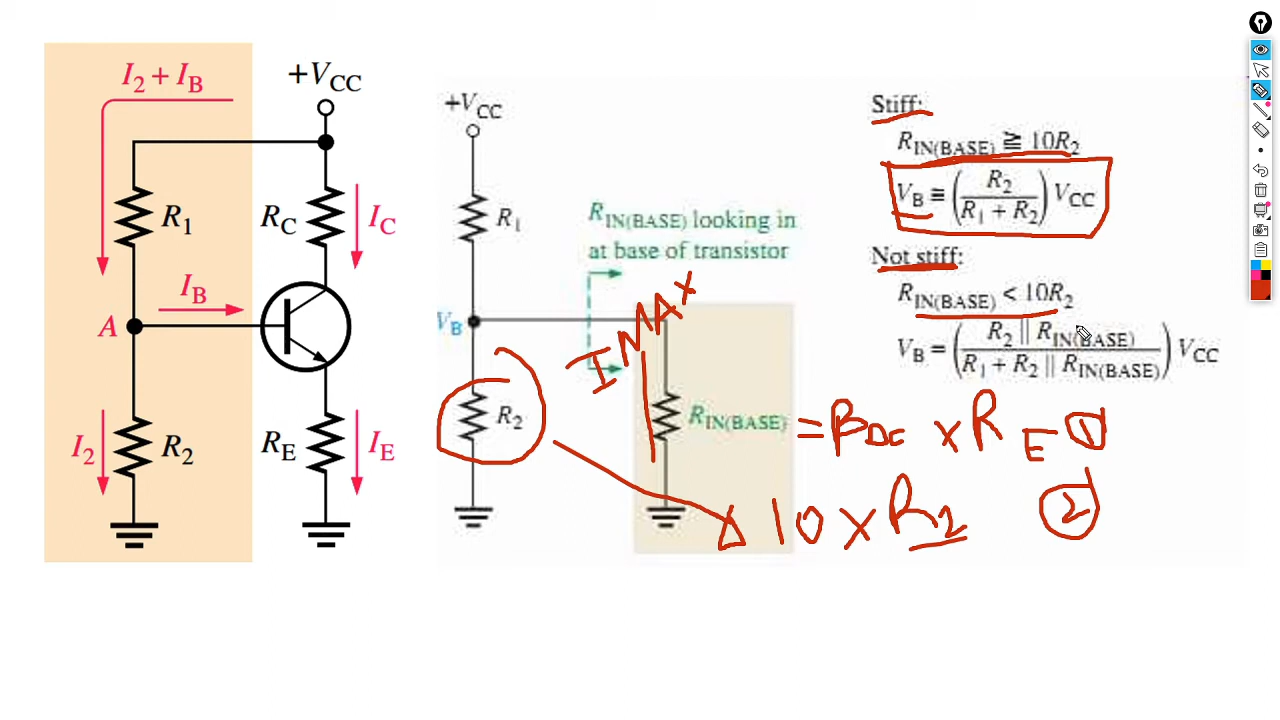 I2 + IB
+VCC
R1
RC
IC
IB
A
I2
R2
RE
IE
+VCC
R1
RIN(BASE) looking in
at base of transistor
VB
R2
RIN(BASE)
I MAX
= BDC × RE ①
10 × R2 ②
Stiff:
RIN(BASE) ≧ 10R2
VB ≡ (R2 / R1 + R2) VCC
Not stiff:
RIN(BASE) < 10R2
VB = (R2 || RIN(BASE) / R1 + R2 || RIN(BASE)) VCC